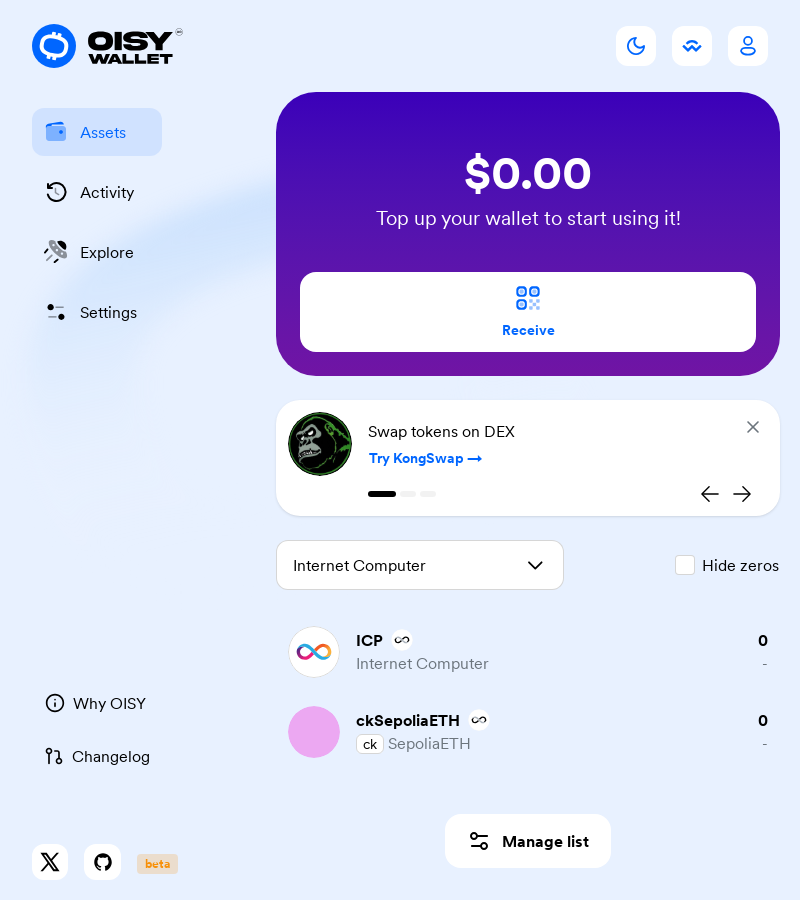 OISY
WALLET
Assets
Activity
Explore
Settings
$0.00
Top up your wallet to start using it!
Receive
Swap tokens on DEX
Try KongSwap →
Internet Computer
Hide zeros
ICP
0
Internet Computer
-
ckSepoliaETH
0
ck SepoliaETH
-
Why OISY
Changelog
Manage list
beta